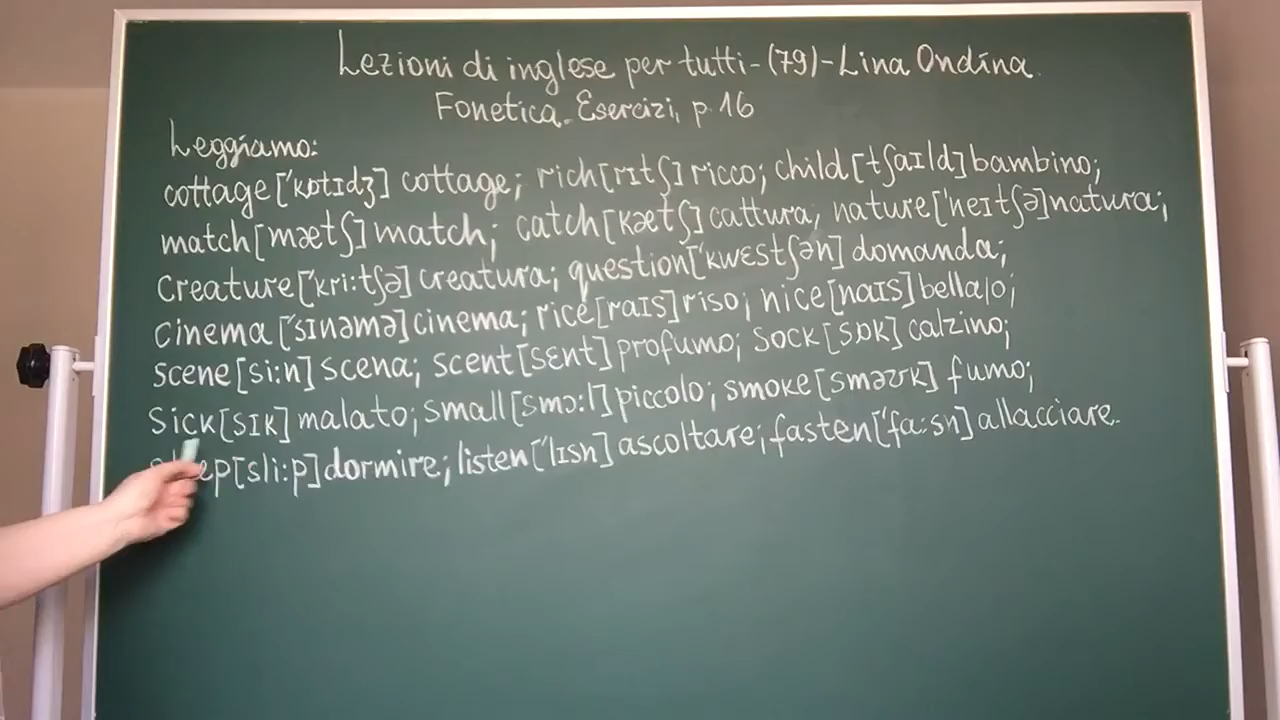 Lezioni di inglese per tutti-(79)-Lina Ondina
Fonetica. Esercizi, p.16
Leggiamo:
cottage['kɒtɪdʒ] cottage; rich[rɪtʃ] ricco; child [tʃaɪld] bambino;
match[mætʃ] match; catch [kætʃ] cattura; nature['neɪtʃə] natura;
creature['kri:tʃə] creatura; question['kwɛstʃən] domanda;
cinema ['sɪnəmə] cinema; rice[raɪs] riso; nice[naɪs] bella/o;
scene[si:n] scena; scent[sɛnt] profumo; sock[sɒk] calzino;
sick[sɪk] malato; small[smɔ:l] piccolo; smoke [sməʊk] fumo;
[sli:p] dormire; listen['lɪsn] ascoltare; fasten['fa:sn] allacciare.